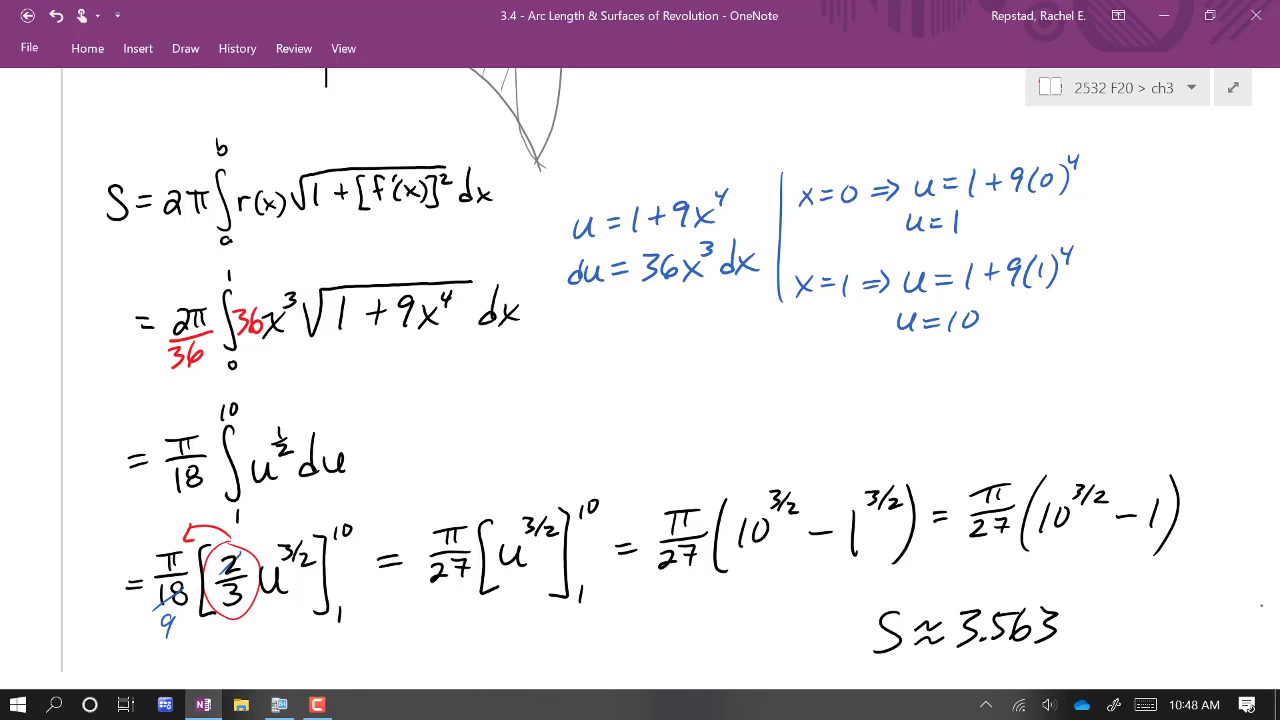 3.4 - Arc Length & Surfaces of Revolution - OneNote
Repstad, Rachel E.
File Home Insert Draw History Review View
2532 F20 > ch3
S = 2π ∫_a^b r(x) √(1 + [f'(x)]²) dx
u = 1 + 9x⁴
du = 36x³ dx
x = 0 ⇒ u = 1 + 9(0)⁴
u = 1
x = 1 ⇒ u = 1 + 9(1)⁴
u = 10
= 2π/36 ∫_0^1 36x³ √(1 + 9x⁴) dx
= π/18 ∫_1^10 u^(1/2) du
= π/18 [2/3 u^(3/2)]_1^10 = π/27 [u^(3/2)]_1^10 = π/27 (10^(3/2) − 1^(3/2)) = π/27 (10^(3/2) − 1)
9
S ≈ 3.563
10:48 AM